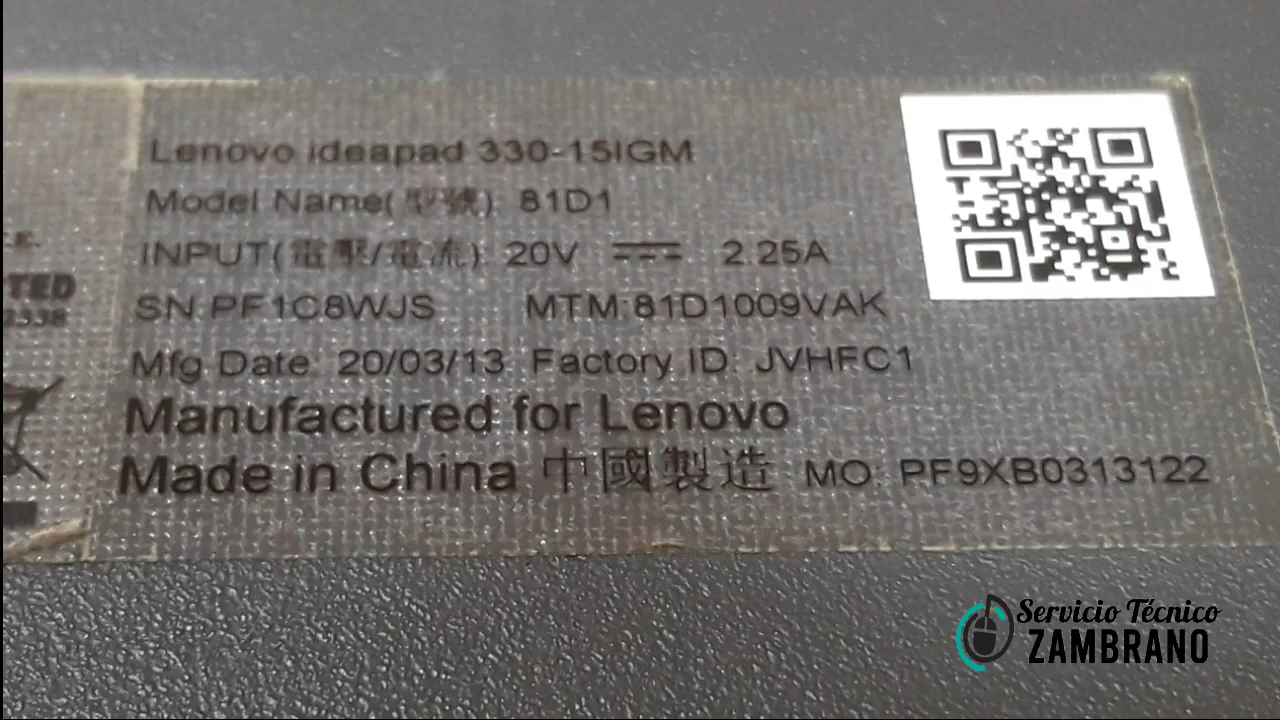 Lenovo ideapad 330-15IGM
Model Name(型號): 81D1
INPUT(電壓/電流): 20V ⎓ 2.25A
SN PF1C8WJS MTM:81D1009VAK
Mfg Date: 20/03/13 Factory ID: JVHFC1
Manufactured for Lenovo
Made in China 中國製造 MO: PF9XB0313122
TED
Servicio Técnico
ZAMBRANO